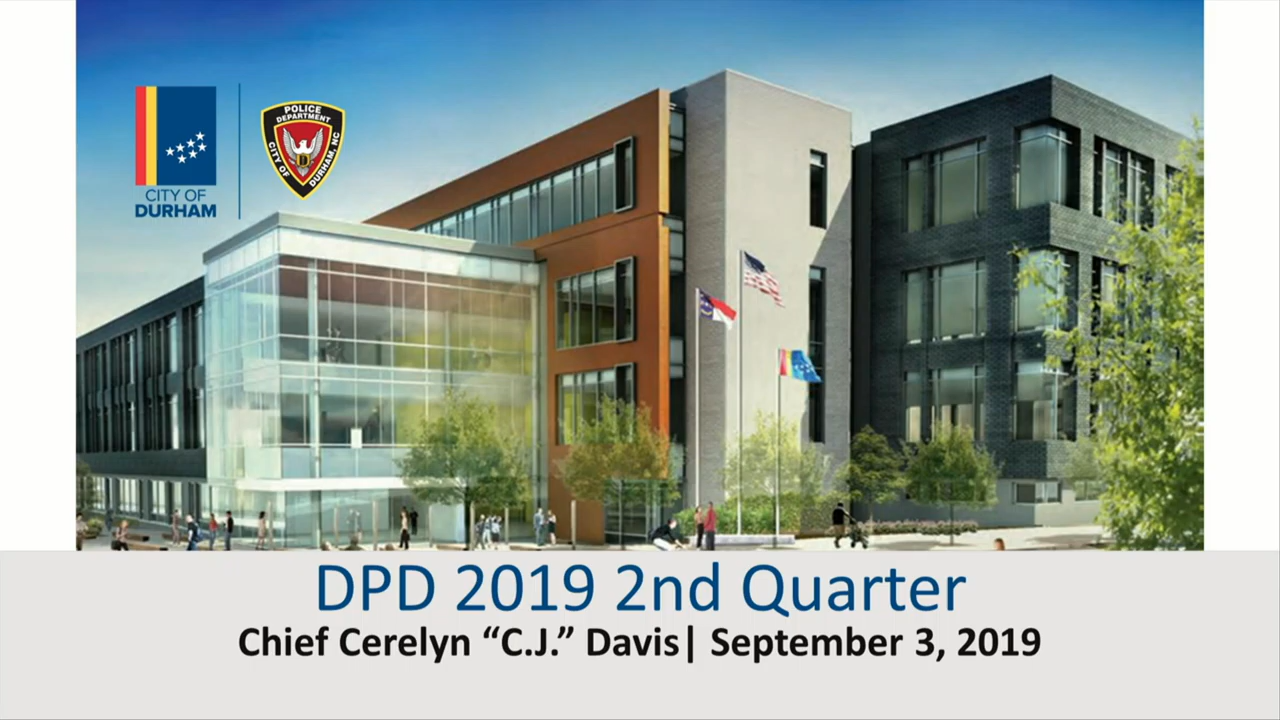 CITY OF
DURHAM
POLICE
DEPARTMENT
CITY OF
DURHAM, NC
DPD 2019 2nd Quarter
Chief Cerelyn “C.J.” Davis| September 3, 2019